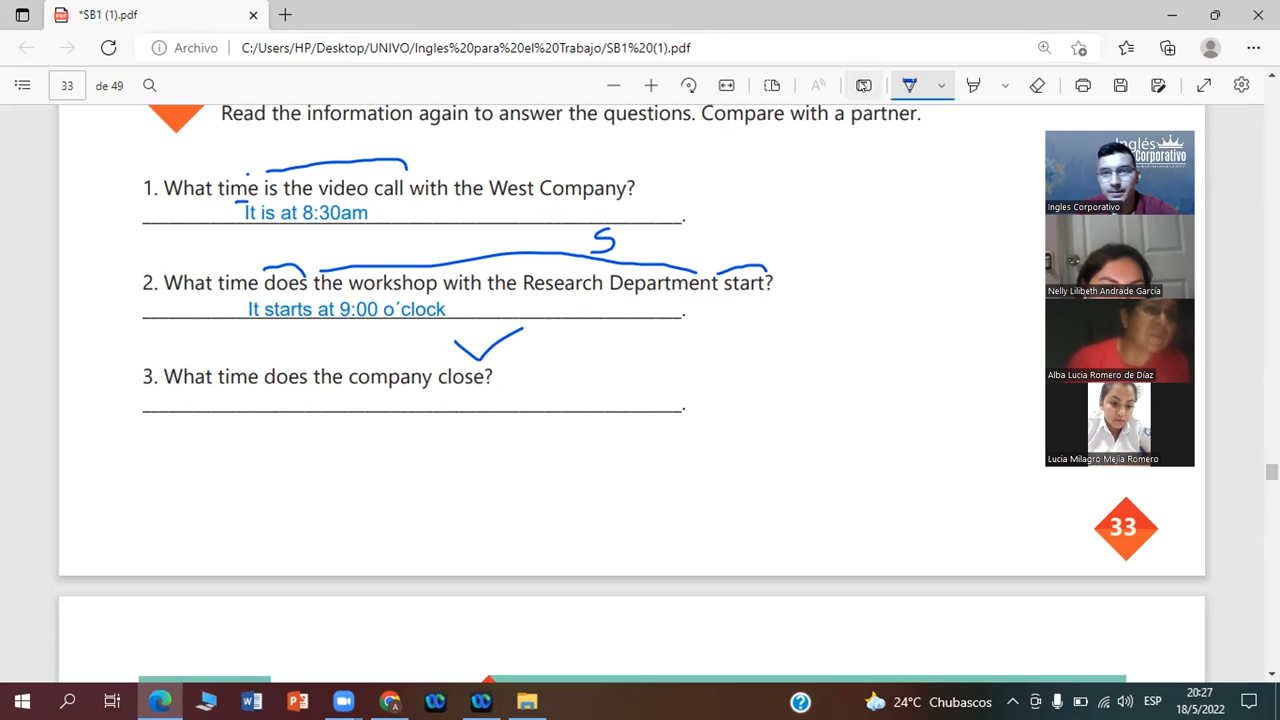 *SB1 (1).pdf
Archivo
C:/Users/HP/Desktop/UNIVO/Ingles%20para%20el%20Trabajo/SB1%20(1).pdf
33 de 49
Read the information again to answer the questions. Compare with a partner.
1. What time is the video call with the West Company?
It is at 8:30am
S
2. What time does the workshop with the Research Department start?
It starts at 9:00 o´clock
3. What time does the company close?
33
Inglés
Corporativo
Ingles Corporativo
Nelly Lilibeth Andrade García
Alba Lucia Romero de Díaz
Lucia Milagro Mejia Romero
24°C Chubascos
ESP
20:27
18/5/2022